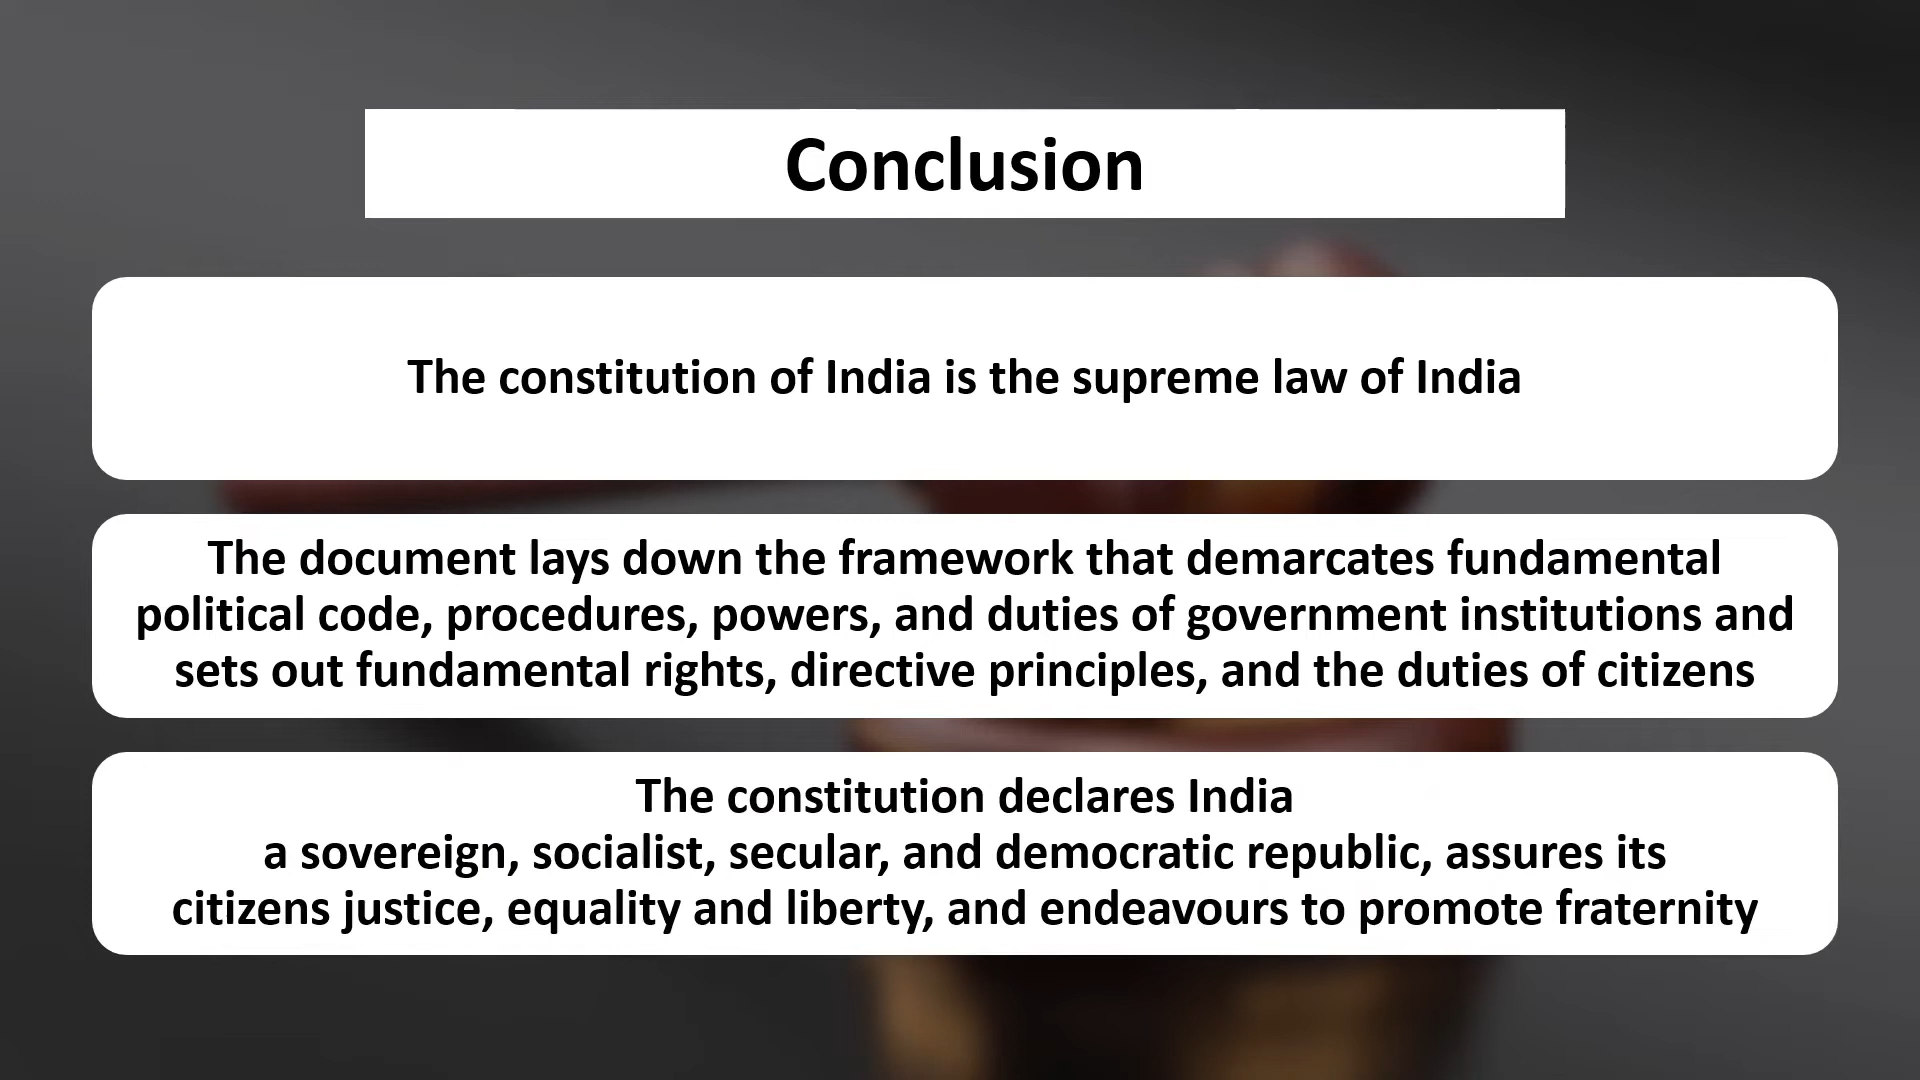 Conclusion
The constitution of India is the supreme law of India
The document lays down the framework that demarcates fundamental
political code, procedures, powers, and duties of government institutions and
sets out fundamental rights, directive principles, and the duties of citizens
The constitution declares India
a sovereign, socialist, secular, and democratic republic, assures its
citizens justice, equality and liberty, and endeavours to promote fraternity